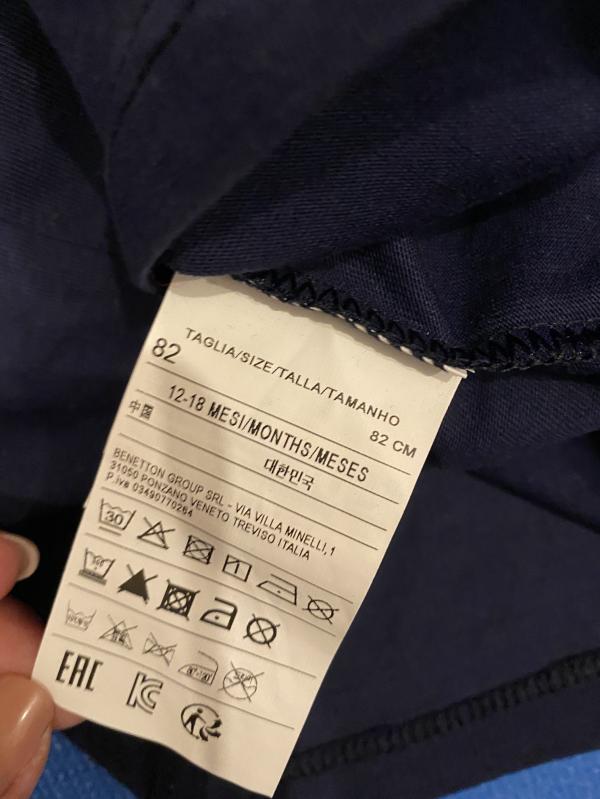 TAGLIA/SIZE/TALLA/TAMANHO
82
82 CM
12-18 MESI/MONTHS/MESES
中国
대한민국
BENETTON GROUP SRL - VIA VILLA MINELLI,1
31050 PONZANO VENETO TREVISO ITALIA
P.iva 03490770264
30
30°
EAC